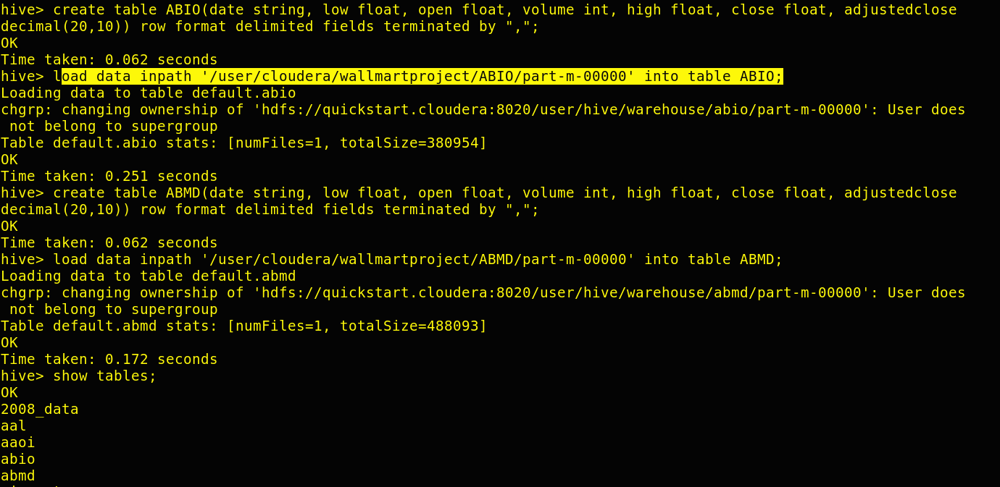 hive> create table ABIO(date string, low float, open float, volume int, high float, close float, adjustedclose
decimal(20,10)) row format delimited fields terminated by ",";
OK
Time taken: 0.062 seconds
hive> load data inpath '/user/cloudera/wallmartproject/ABIO/part-m-00000' into table ABIO;
Loading data to table default.abio
chgrp: changing ownership of 'hdfs://quickstart.cloudera:8020/user/hive/warehouse/abio/part-m-00000': User does
 not belong to supergroup
Table default.abio stats: [numFiles=1, totalSize=380954]
OK
Time taken: 0.251 seconds
hive> create table ABMD(date string, low float, open float, volume int, high float, close float, adjustedclose
decimal(20,10)) row format delimited fields terminated by ",";
OK
Time taken: 0.062 seconds
hive> load data inpath '/user/cloudera/wallmartproject/ABMD/part-m-00000' into table ABMD;
Loading data to table default.abmd
chgrp: changing ownership of 'hdfs://quickstart.cloudera:8020/user/hive/warehouse/abmd/part-m-00000': User does
 not belong to supergroup
Table default.abmd stats: [numFiles=1, totalSize=488093]
OK
Time taken: 0.172 seconds
hive> show tables;
OK
2008_data
aal
aaoi
abio
abmd